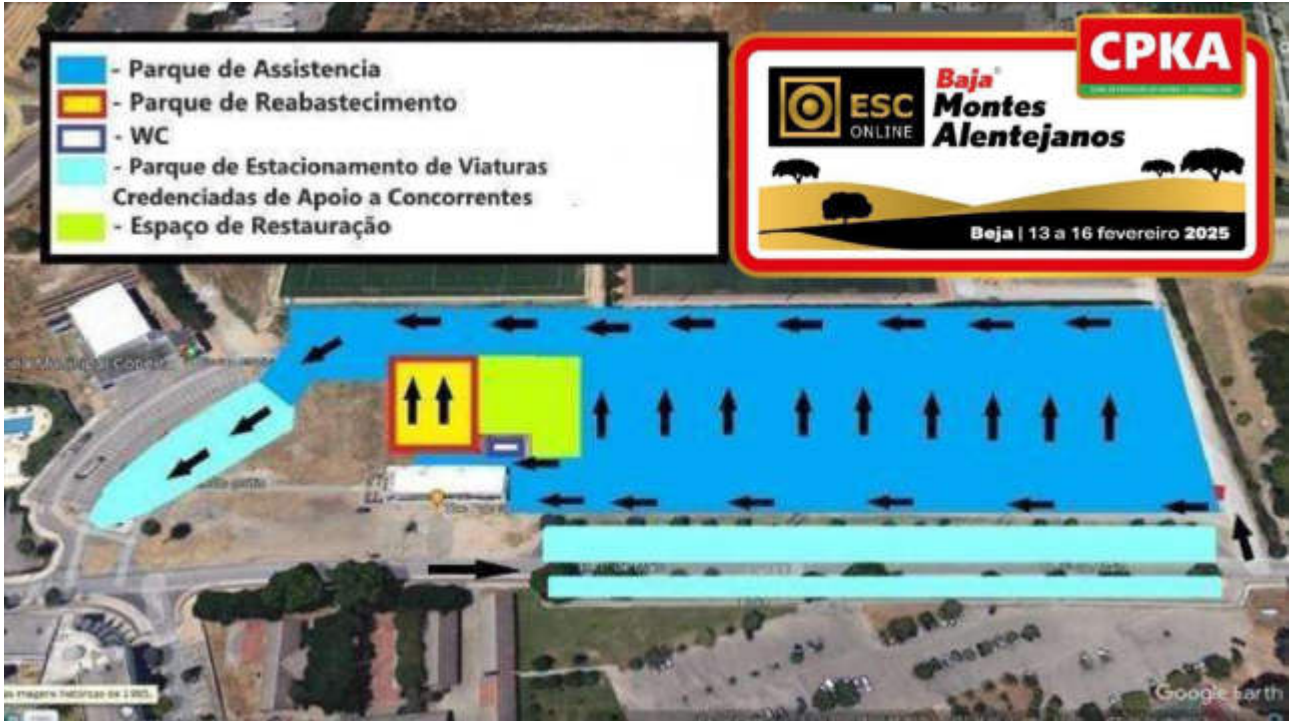 - Parque de Assistencia
- Parque de Reabastecimento
- WC
- Parque de Estacionamento de Viaturas
Credenciadas de Apoio a Concorrentes
- Espaço de Restauração
CPKA
ESC
ONLINE
Baja®
Montes
Alentejanos
Beja | 13 a 16 fevereiro 2025
Google Earth